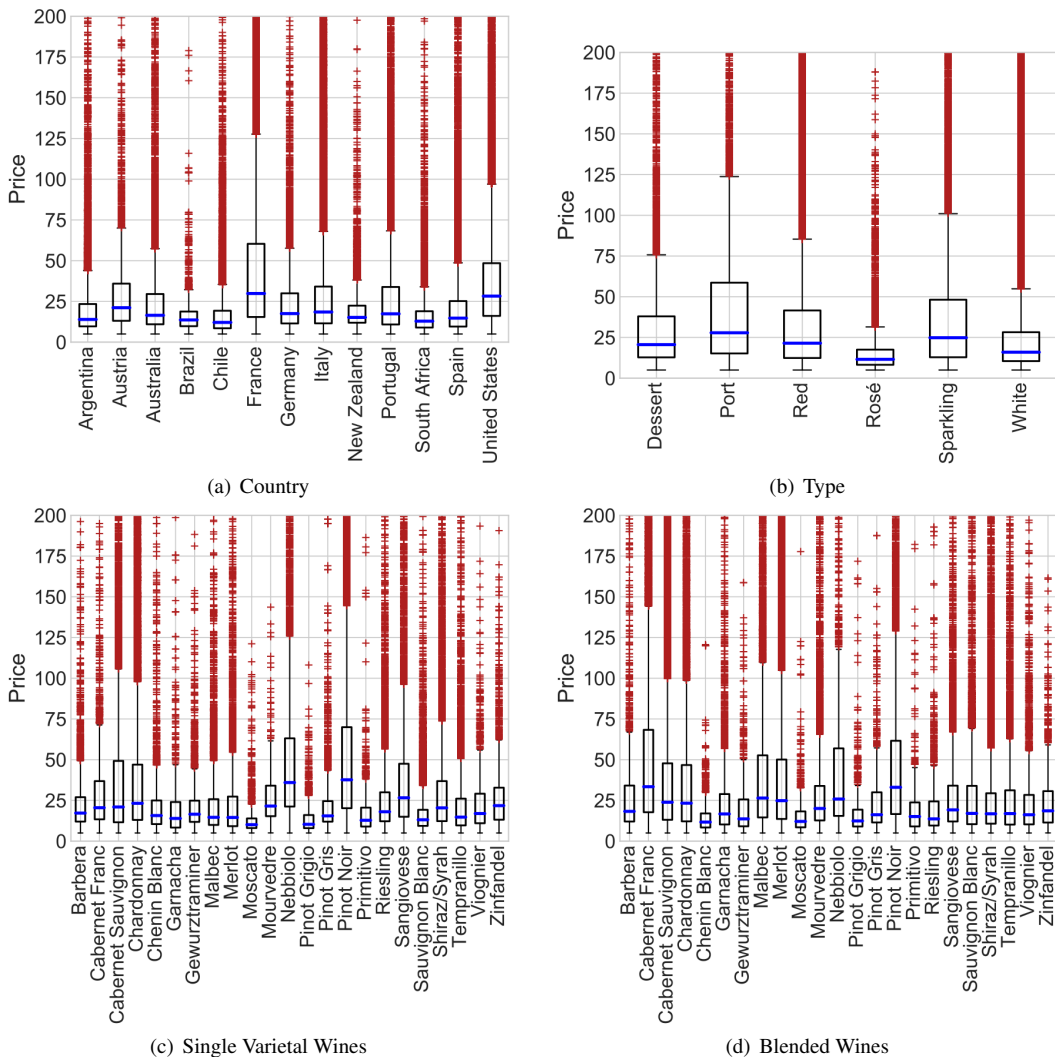 200
175
150
125
100
75
50
25
0
Price
Argentina
Austria
Australia
Brazil
Chile
France
Germany
Italy
New Zealand
Portugal
South Africa
Spain
United States
(a) Country
200
175
150
125
100
75
50
25
0
Price
Dessert
Port
Red
Rosé
Sparkling
White
(b) Type
200
175
150
125
100
75
50
25
0
Price
Barbera
Cabernet Franc
Cabernet Sauvignon
Chardonnay
Chenin Blanc
Garnacha
Gewurztraminer
Malbec
Merlot
Moscato
Mourvedre
Nebbiolo
Pinot Grigio
Pinot Gris
Pinot Noir
Primitivo
Riesling
Sangiovese
Sauvignon Blanc
Shiraz/Syrah
Tempranillo
Viognier
Zinfandel
(c) Single Varietal Wines
200
175
150
125
100
75
50
25
0
Price
Barbera
Cabernet Franc
Cabernet Sauvignon
Chardonnay
Chenin Blanc
Garnacha
Gewurztraminer
Malbec
Merlot
Moscato
Mourvedre
Nebbiolo
Pinot Grigio
Pinot Gris
Pinot Noir
Primitivo
Riesling
Sangiovese
Sauvignon Blanc
Shiraz/Syrah
Tempranillo
Viognier
Zinfandel
(d) Blended Wines